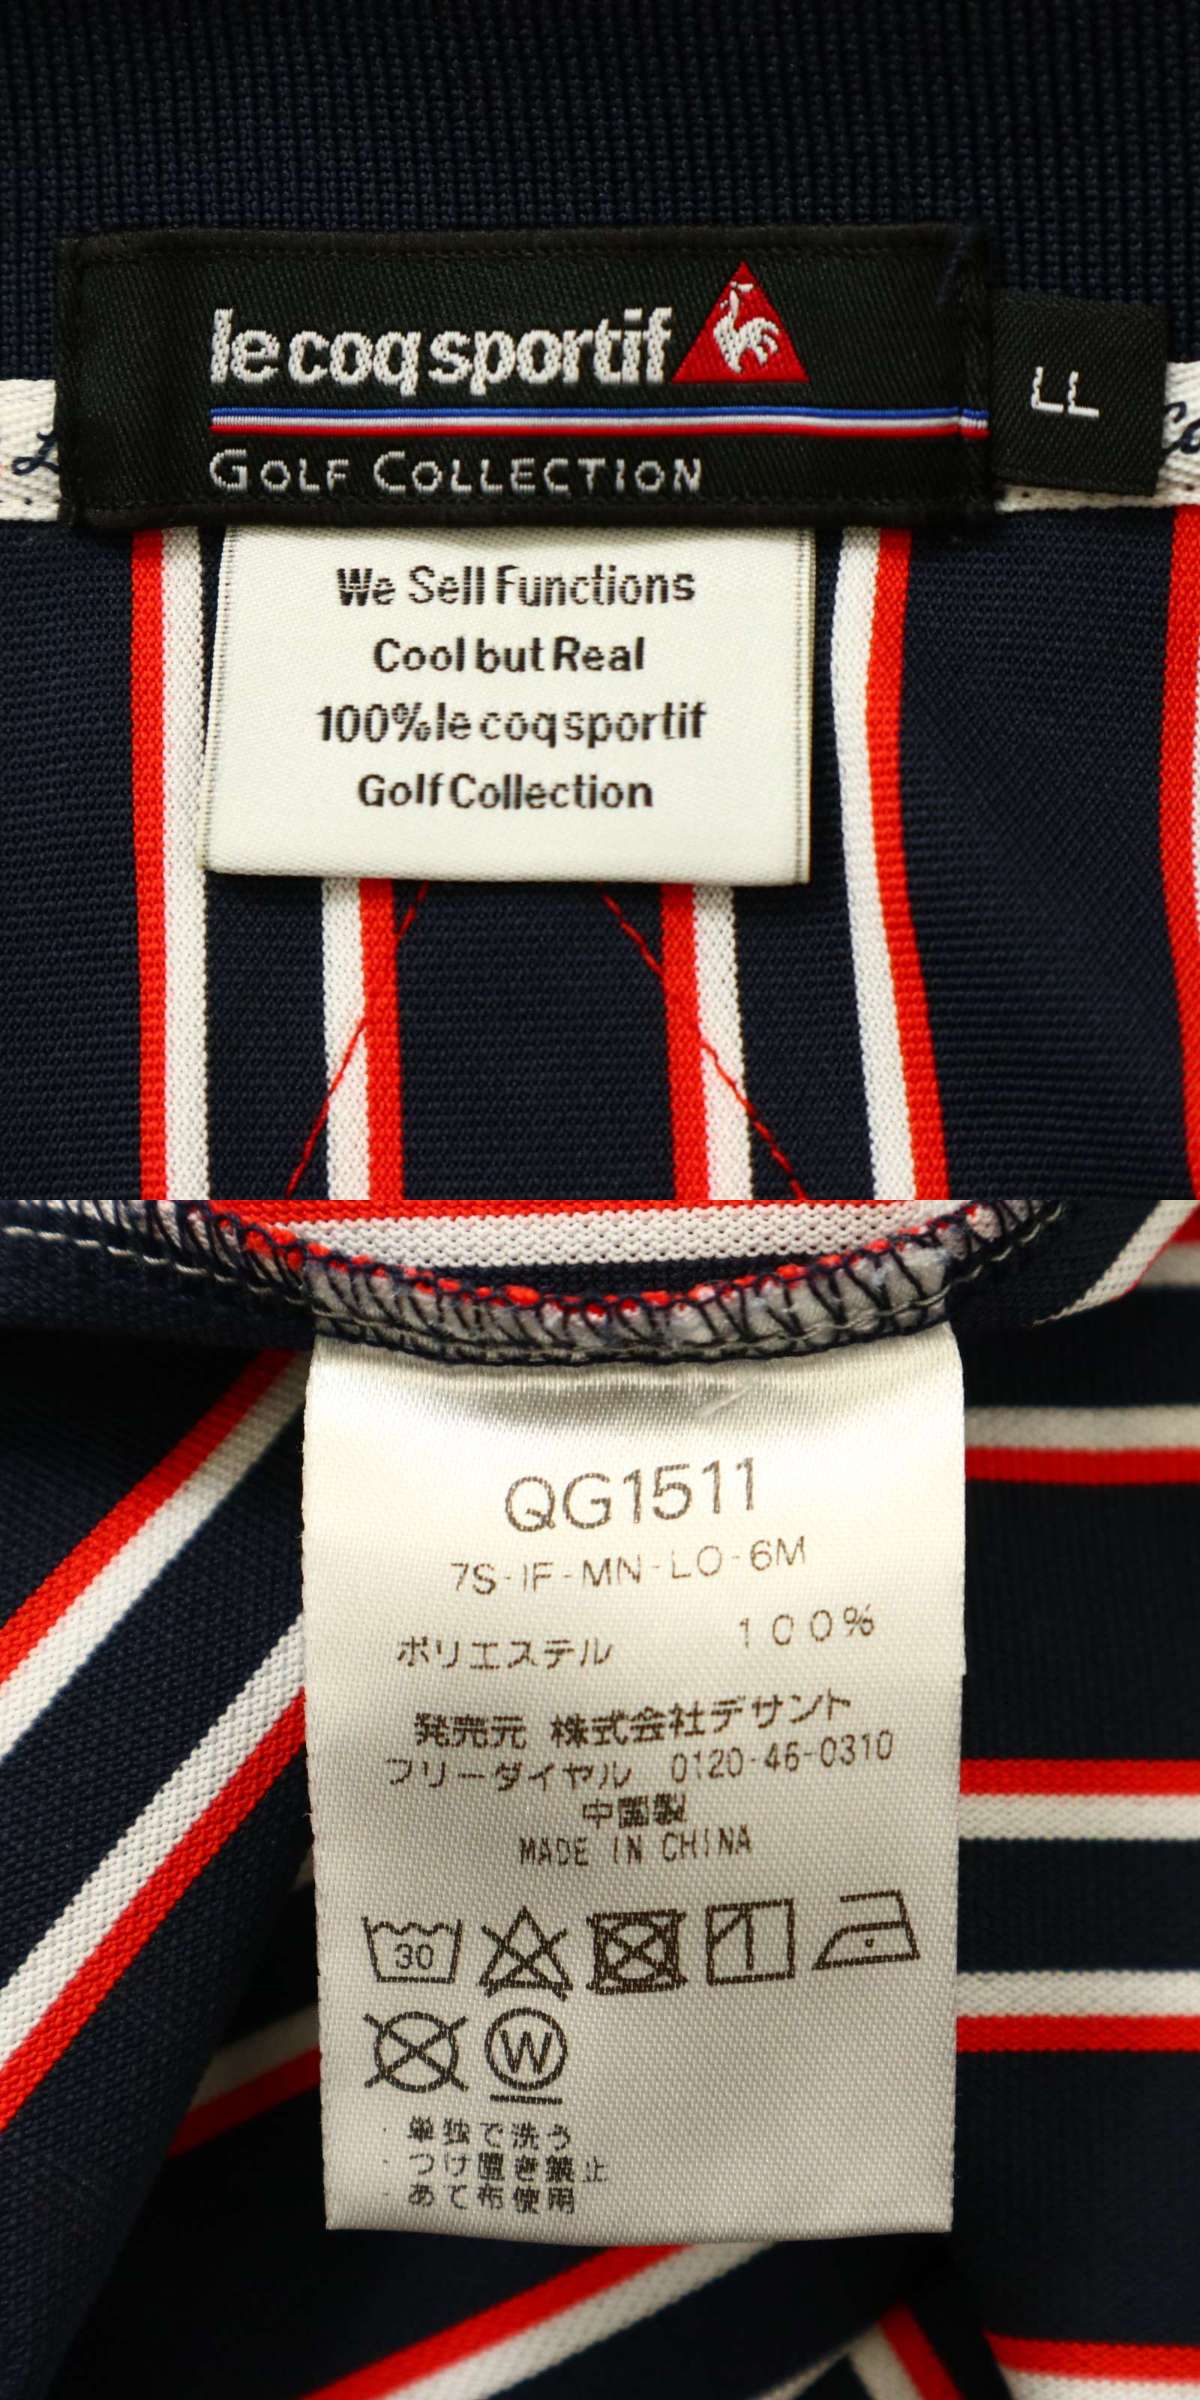 le coq sportif
GOLF COLLECTION
LL
We Sell Functions
Cool but Real
100% le coq sportif
Golf Collection
QG1511
7S-IF-MN-LO-6M
ポリエステル 100%
発売元 株式会社デサント
フリーダイヤル 0120-46-0310
中国製
MADE IN CHINA
30
W
・単独で洗う
・つけ置き禁止
・あて布使用